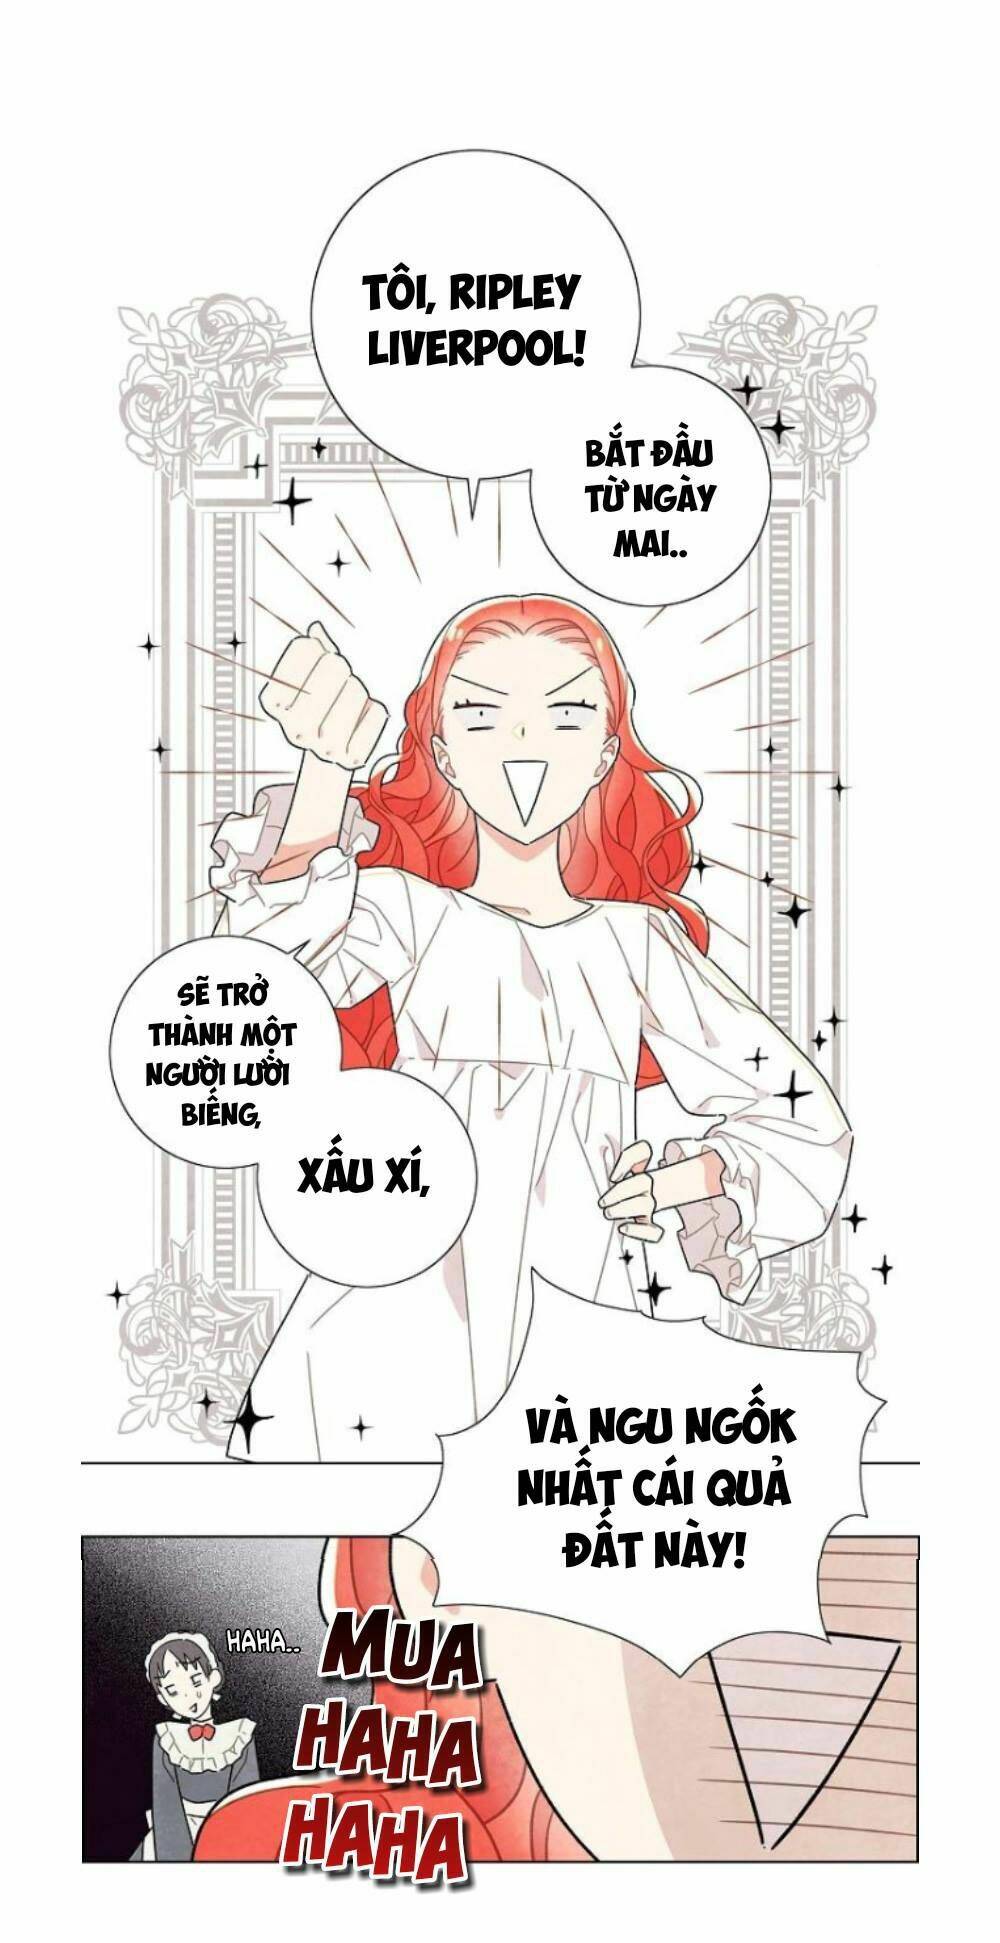 TÔI, RIPLEY
LIVERPOOL!
BẮT ĐẦU
TỪ NGÀY
MAI..
SẼ TRỞ
THÀNH MỘT
NGƯỜI LƯỜI
BIẾNG,
XẤU XÍ,
VÀ NGU NGỐK
NHẤT CÁI QUẢ
ĐẤT NÀY!
HAHA..
MUA
HAHA
HAHA